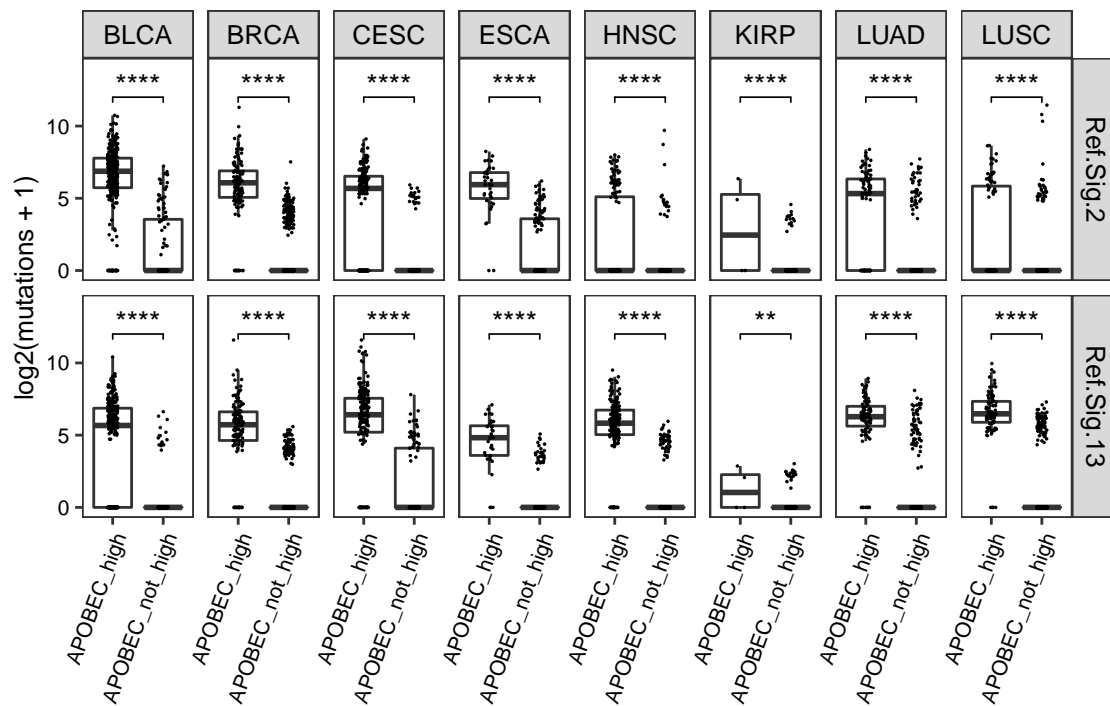 BLCA BRCA CESC ESCA HNSC KIRP LUAD LUSC
**** **** **** **** **** **** **** ****
10
5
0
Ref.Sig.2
**** **** **** **** **** ** **** ****
10
5
0
Ref.Sig.13
log2(mutations + 1)
APOBEC_high APOBEC_not_high APOBEC_high APOBEC_not_high APOBEC_high APOBEC_not_high APOBEC_high APOBEC_not_high APOBEC_high APOBEC_not_high APOBEC_high APOBEC_not_high APOBEC_high APOBEC_not_high APOBEC_high APOBEC_not_high